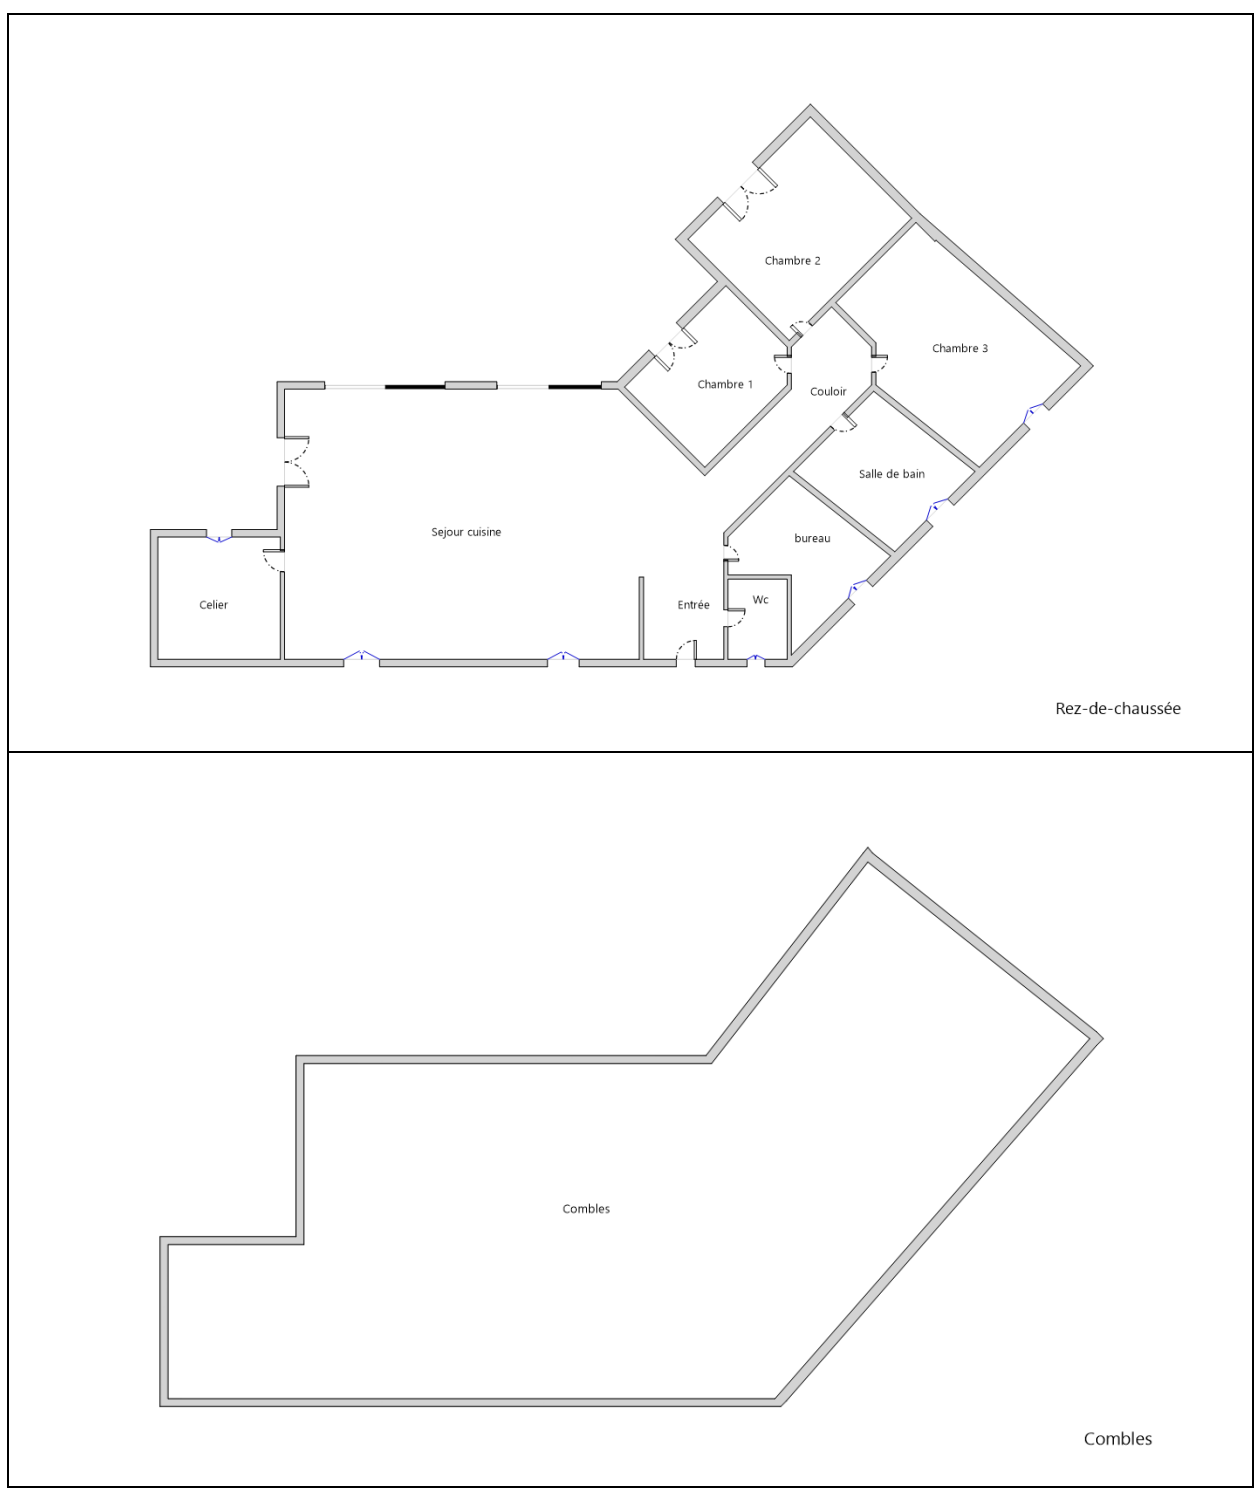 Chambre 2
Chambre 3
Chambre 1
Couloir
Salle de bain
Sejour cuisine
bureau
Celier
Entrée
Wc
Rez-de-chaussée
Combles
Combles